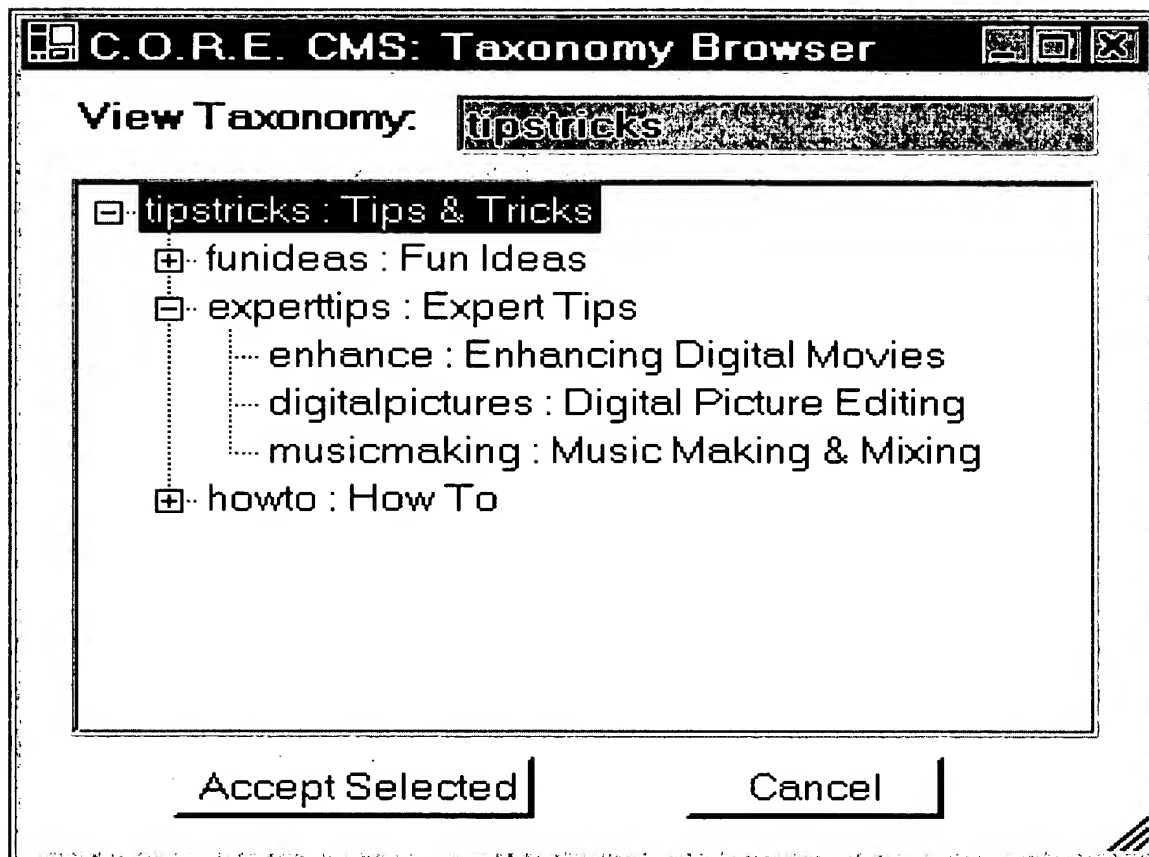 C.O.R.E. CMS: Taxonomy Browser
View Taxonomy: tipstricks
tipstricks : Tips & Tricks
funideas : Fun Ideas
experttips : Expert Tips
enhance : Enhancing Digital Movies
digitalpictures : Digital Picture Editing
musicmaking : Music Making & Mixing
howto : How To
Accept Selected Cancel